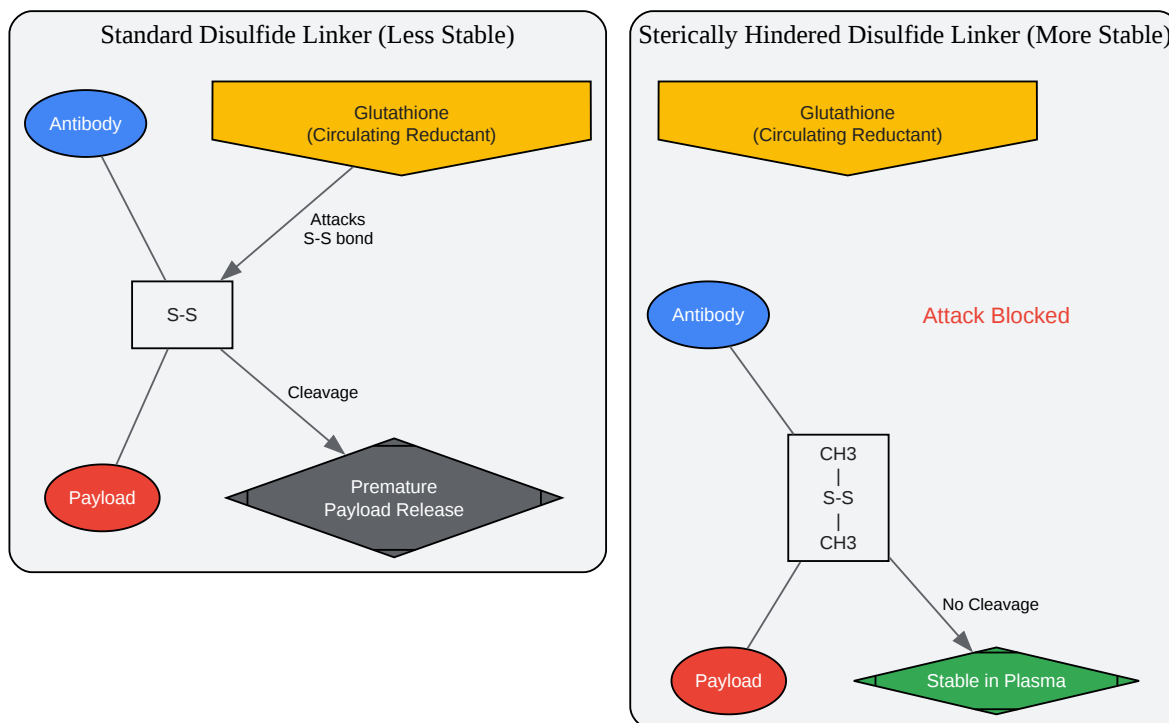 Standard Disulfide Linker (Less Stable)
Antibody
Glutathione
(Circulating Reductant)
Attacks
S-S bond
S-S
Cleavage
Payload
Premature
Payload Release
Sterically Hindered Disulfide Linker (More Stable)
Glutathione
(Circulating Reductant)
Antibody
Attack Blocked
CH3
|
S-S
|
CH3
No Cleavage
Payload
Stable in Plasma